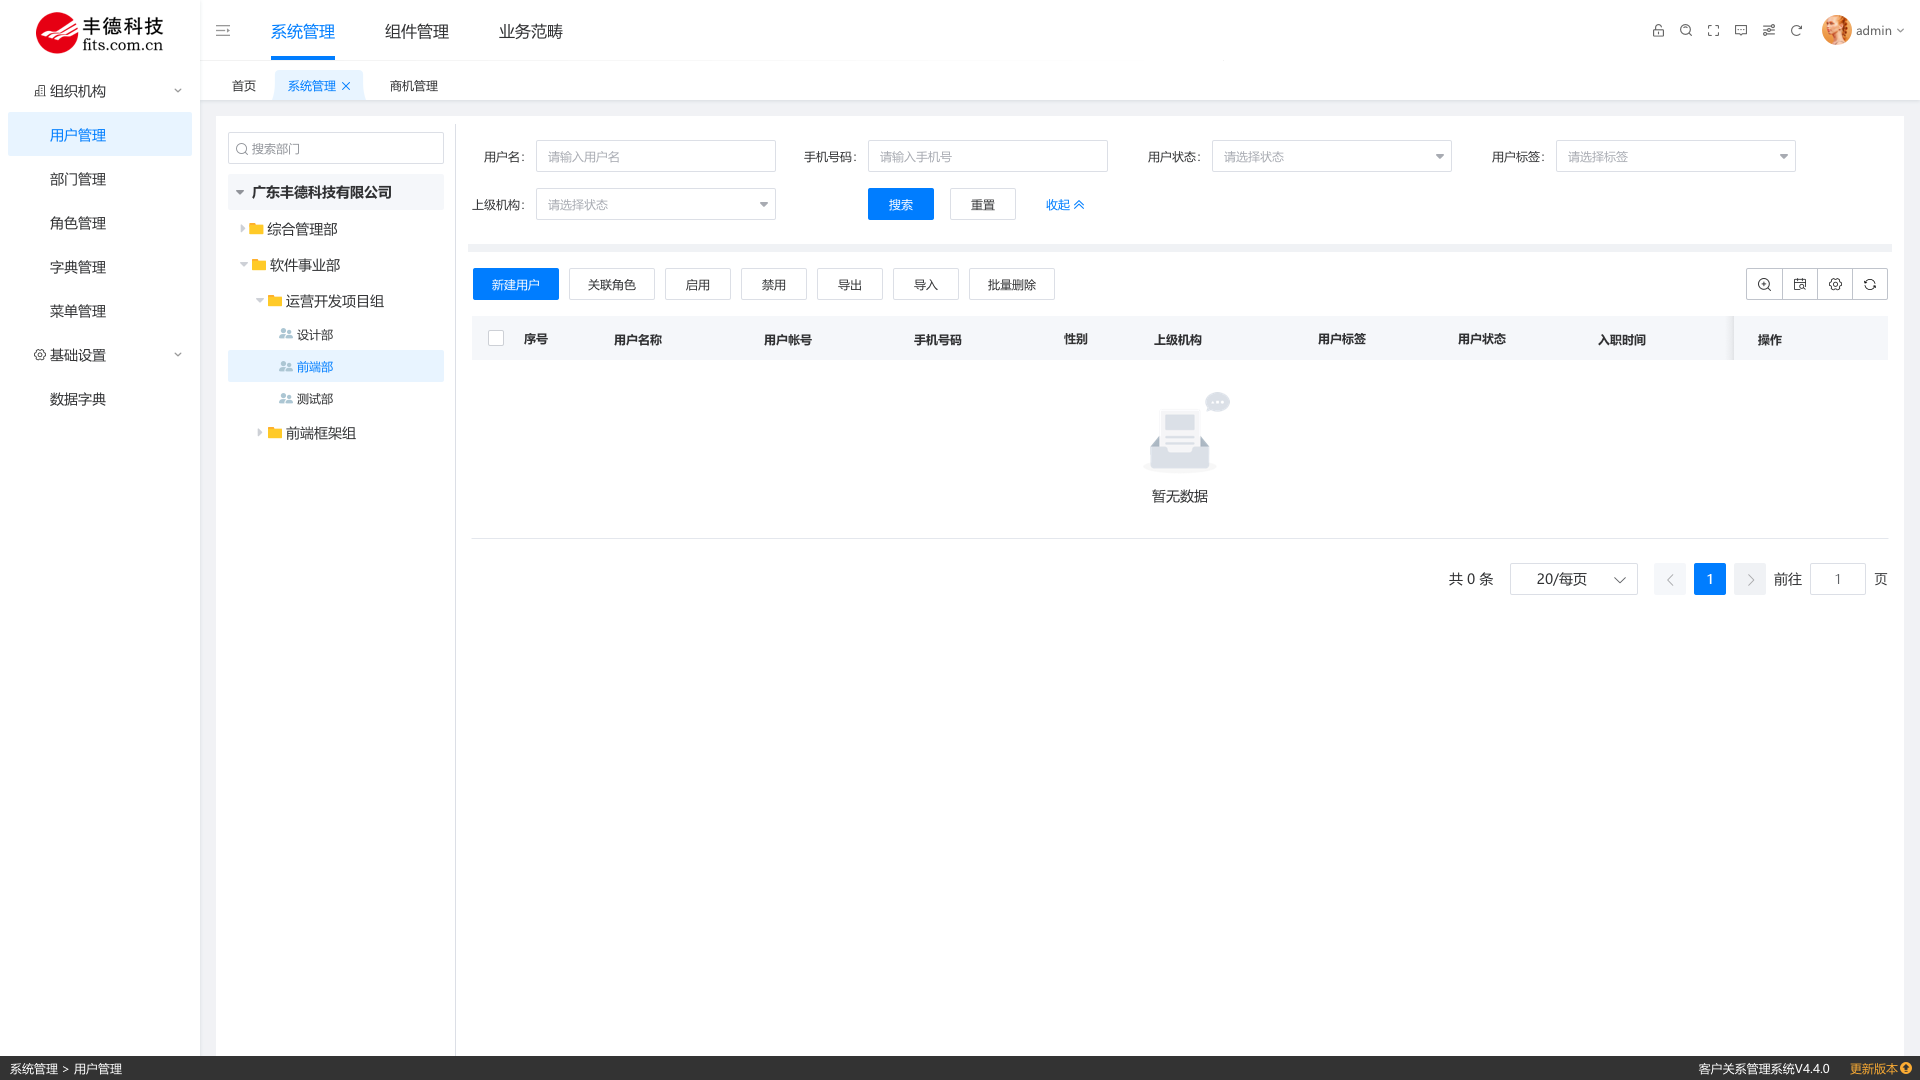 丰德科技
fits.com.cn
系统管理
组件管理
业务范畴
admin
首页
系统管理
商机管理
组织机构
用户管理
部门管理
角色管理
字典管理
菜单管理
基础设置
数据字典
搜索部门
广东丰德科技有限公司
综合管理部
软件事业部
运营开发项目组
设计部
前端部
测试部
前端框架组
用户名： 请输入用户名
手机号码： 请输入手机号
用户状态： 请选择状态
用户标签： 请选择标签
上级机构： 请选择状态
搜索
重置
收起
新建用户
关联角色
启用
禁用
导出
导入
批量删除
序号 用户名称 用户帐号 手机号码 性别 上级机构 用户标签 用户状态 入职时间 操作
暂无数据
共 0 条 20/每页 1 前往 1 页
系统管理 > 用户管理
客户关系管理系统V4.4.0 更新版本